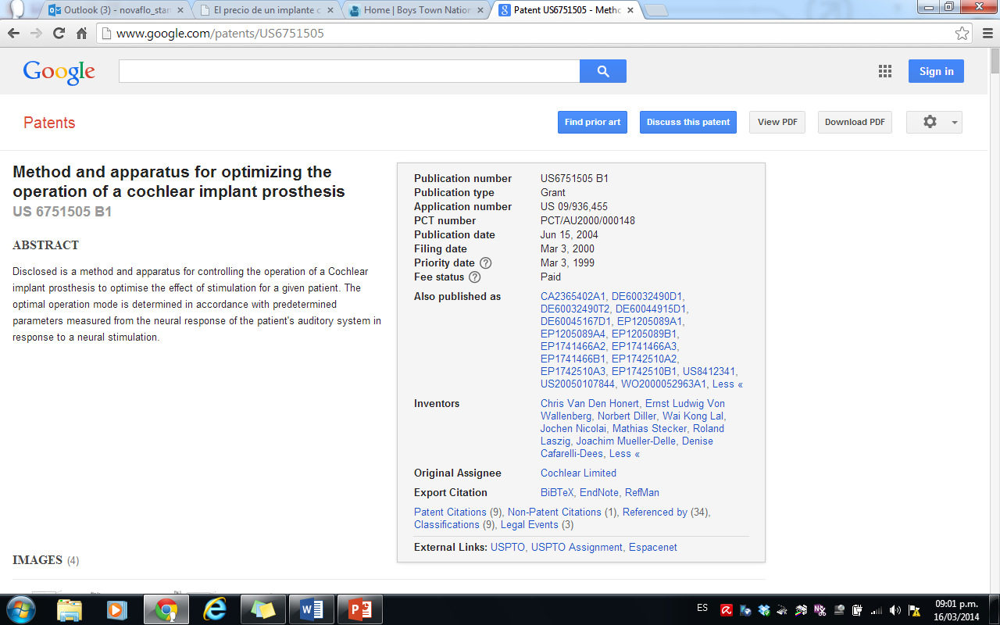 Outlook (3) - novaflo_star
El precio de un implante c
Home | Boys Town Nation
Patent US6751505 - Metho
www.google.com/patents/US6751505
Google
Sign in
Patents
Find prior art
Discuss this patent
View PDF
Download PDF
Method and apparatus for optimizing the
operation of a cochlear implant prosthesis
US 6751505 B1
ABSTRACT
Disclosed is a method and apparatus for controlling the operation of a Cochlear
implant prosthesis to optimise the effect of stimulation for a given patient. The
optimal operation mode is determined in accordance with predetermined
parameters measured from the neural response of the patient's auditory system in
response to a neural stimulation.
Publication number US6751505 B1
Publication type Grant
Application number US 09/936,455
PCT number PCT/AU2000/000148
Publication date Jun 15, 2004
Filing date Mar 3, 2000
Priority date ? Mar 3, 1999
Fee status ? Paid
Also published as CA2365402A1, DE60032490D1,
DE60032490T2, DE60044915D1,
DE60045167D1, EP1205089A1,
EP1205089A4, EP1205089B1,
EP1741466A2, EP1741466A3,
EP1741466B1, EP1742510A2,
EP1742510A3, EP1742510B1, US8412341,
US20050107844, WO2000052963A1, Less «
Inventors Chris Van Den Honert, Ernst Ludwig Von
Wallenberg, Norbert Diller, Wai Kong Lal,
Jochen Nicolai, Mathias Stecker, Roland
Laszig, Joachim Mueller-Delle, Denise
Cafarelli-Dees, Less «
Original Assignee Cochlear Limited
Export Citation BiBTeX, EndNote, RefMan
Patent Citations (9), Non-Patent Citations (1), Referenced by (34),
Classifications (9), Legal Events (3)
External Links: USPTO, USPTO Assignment, Espacenet
IMAGES (4)
ES
09:01 p.m.
16/03/2014